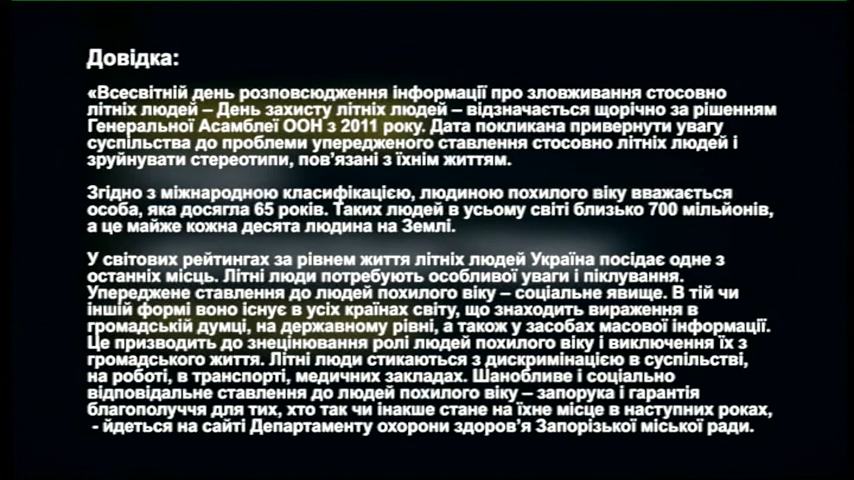 Довідка:
«Всесвітній день розповсюдження інформації про зловживання стосовно
літніх людей – День захисту літніх людей – відзначається щорічно за рішенням
Генеральної Асамблеї ООН з 2011 року. Дата покликана привернути увагу
суспільства до проблеми упередженого ставлення стосовно літніх людей і
зруйнувати стереотипи, пов’язані з їхнім життям.
Згідно з міжнародною класифікацією, людиною похилого віку вважається
особа, яка досягла 65 років. Таких людей в усьому світі близько 700 мільйонів,
а це майже кожна десята людина на Землі.
У світових рейтингах за рівнем життя літніх людей Україна посідає одне з
останніх місць. Літні люди потребують особливої уваги і піклування.
Упереджене ставлення до людей похилого віку – соціальне явище. В тій чи
іншій формі воно існує в усіх країнах світу, що знаходить вираження в
громадській думці, на державному рівні, а також у засобах масової інформації.
Це призводить до знецінювання ролі людей похилого віку і виключення їх з
громадського життя. Літні люди стикаються з дискримінацією в суспільстві,
на роботі, в транспорті, медичних закладах. Шанобливе і соціально
відповідальне ставлення до людей похилого віку – запорука і гарантія
благополуччя для тих, хто так чи інакше стане на їхнє місце в наступних роках,
- йдеться на сайті Департаменту охорони здоров’я Запорізької міської ради.